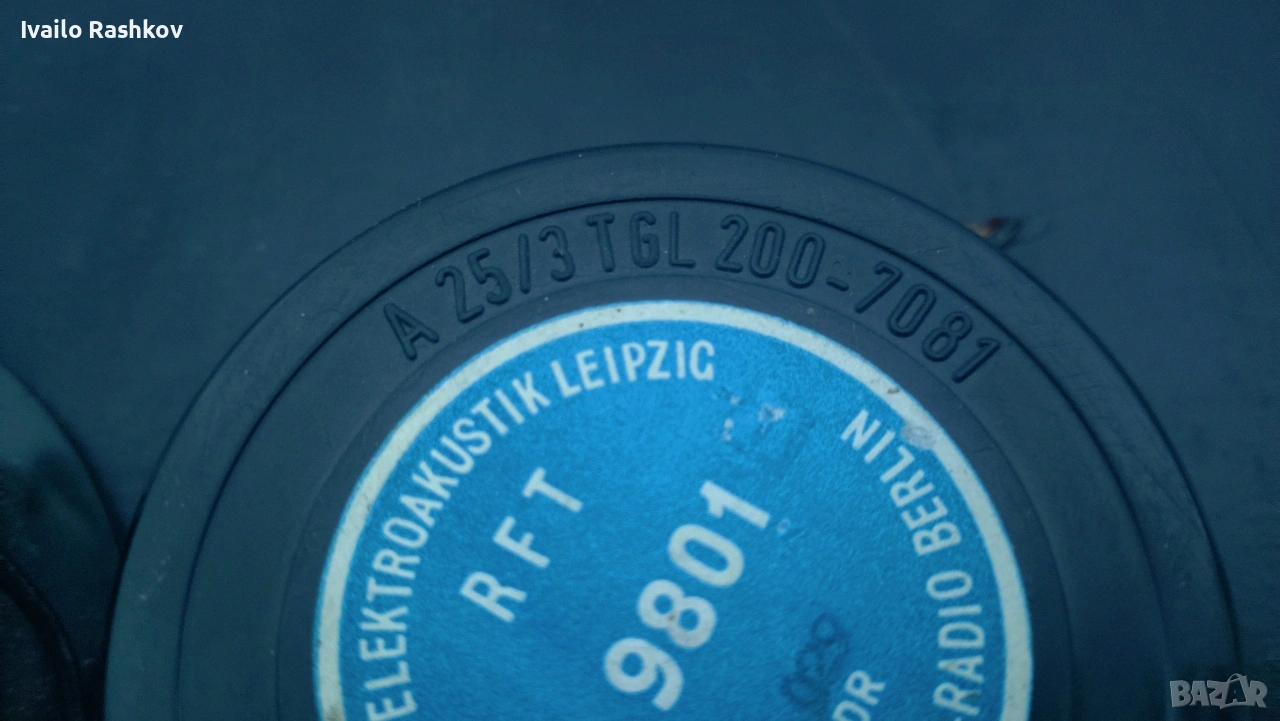 Ivailo Rashkov
A 25/3 TGL 200-7081
ELEKTROAKUSTIK LEIPZIG
-RADIO BERLIN
RFT
9801
DR
BAZAR